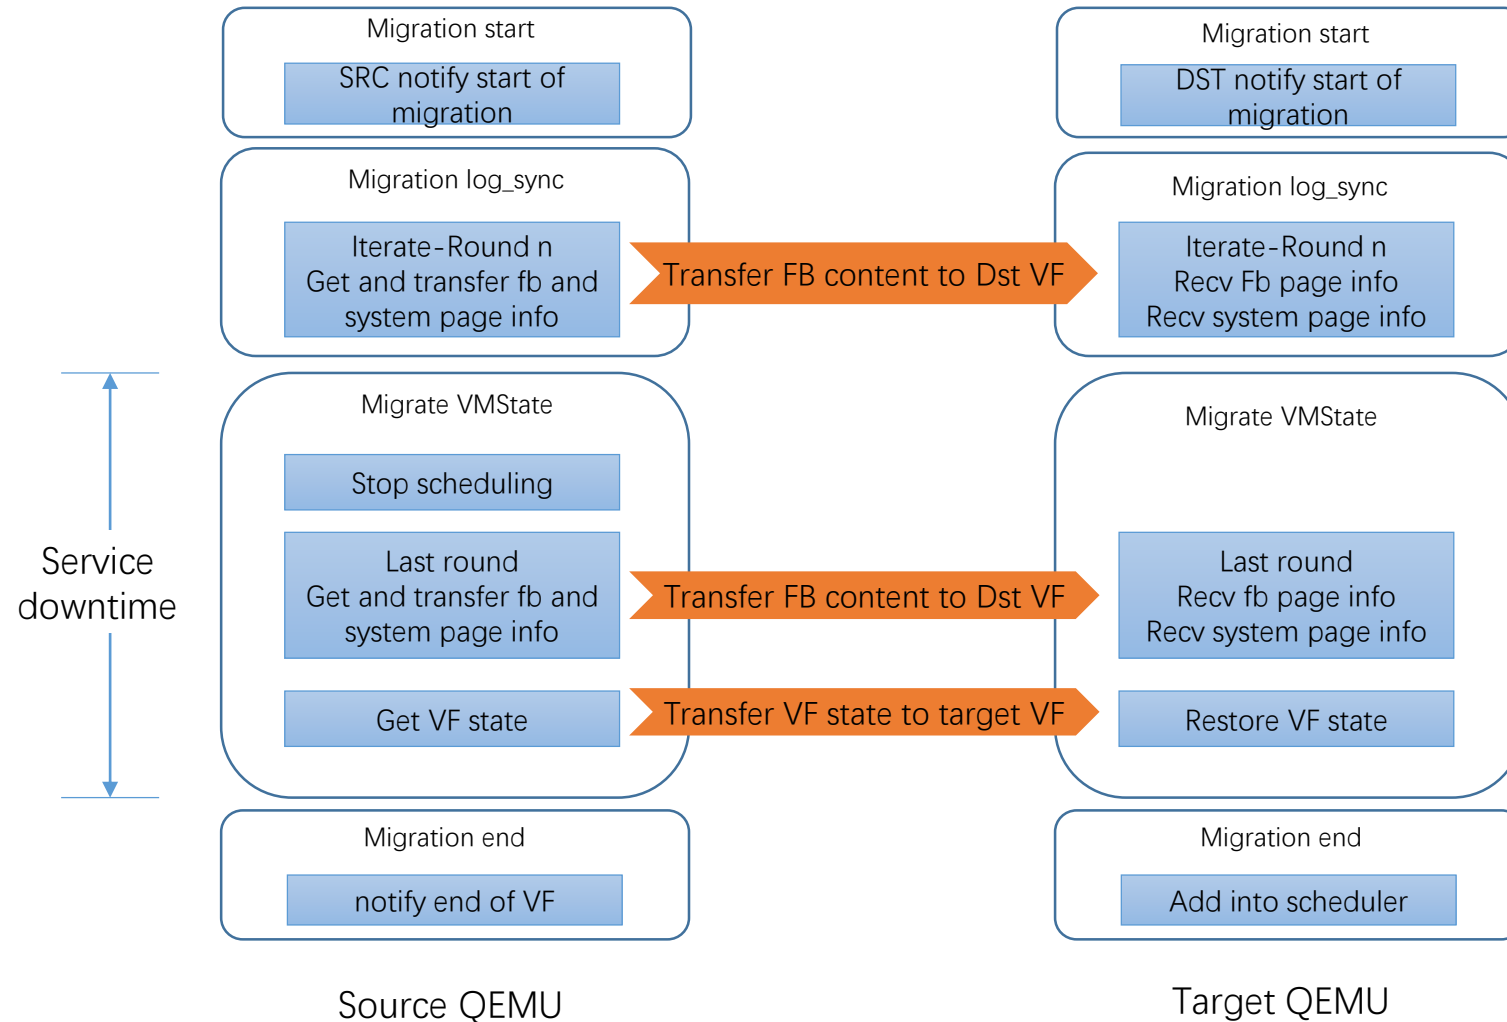 Migration start
SRC notify start of
migration
Migration start
DST notify start of
migration
Migration log_sync
Iterate-Round n
Get and transfer fb and
system page info
Transfer FB content to Dst VF
Migration log_sync
Iterate-Round n
Recv Fb page info
Recv system page info
Service
downtime
Migrate VMState
Stop scheduling
Last round
Get and transfer fb and
system page info
Get VF state
Transfer FB content to Dst VF
Transfer VF state to target VF
Migrate VMState
Last round
Recv fb page info
Recv system page info
Restore VF state
Migration end
notify end of VF
Migration end
Add into scheduler
Source QEMU
Target QEMU